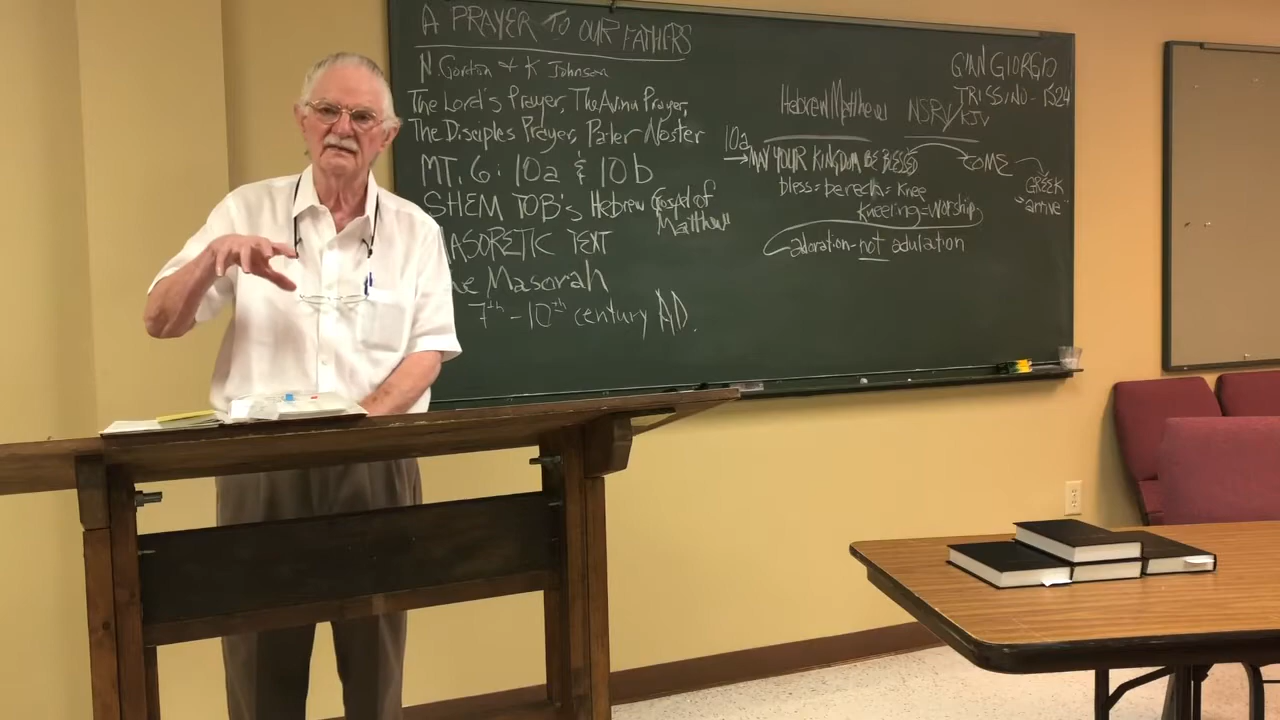 A PRAYER TO OUR FATHERS
N. Gordon & K Johnson
The Lord's Prayer, The Avinu Prayer,
The Disciples Prayer, Pater Noster
MT. 6: 10a & 10b
SHEM TOB's Hebrew Gospel of
Matthew"
MASORETIC TEXT
The Masorah
7th - 10th century AD.
Hebrew Matthew NSRV/KJV
10a
→ MAY YOUR KINGDOM BE BLESSED COME
GREEK
"arrive"
bless = berecha = knee
kneering = worship
adoration - not adulation
GINN GIORGIO
TRISSINO - 1524